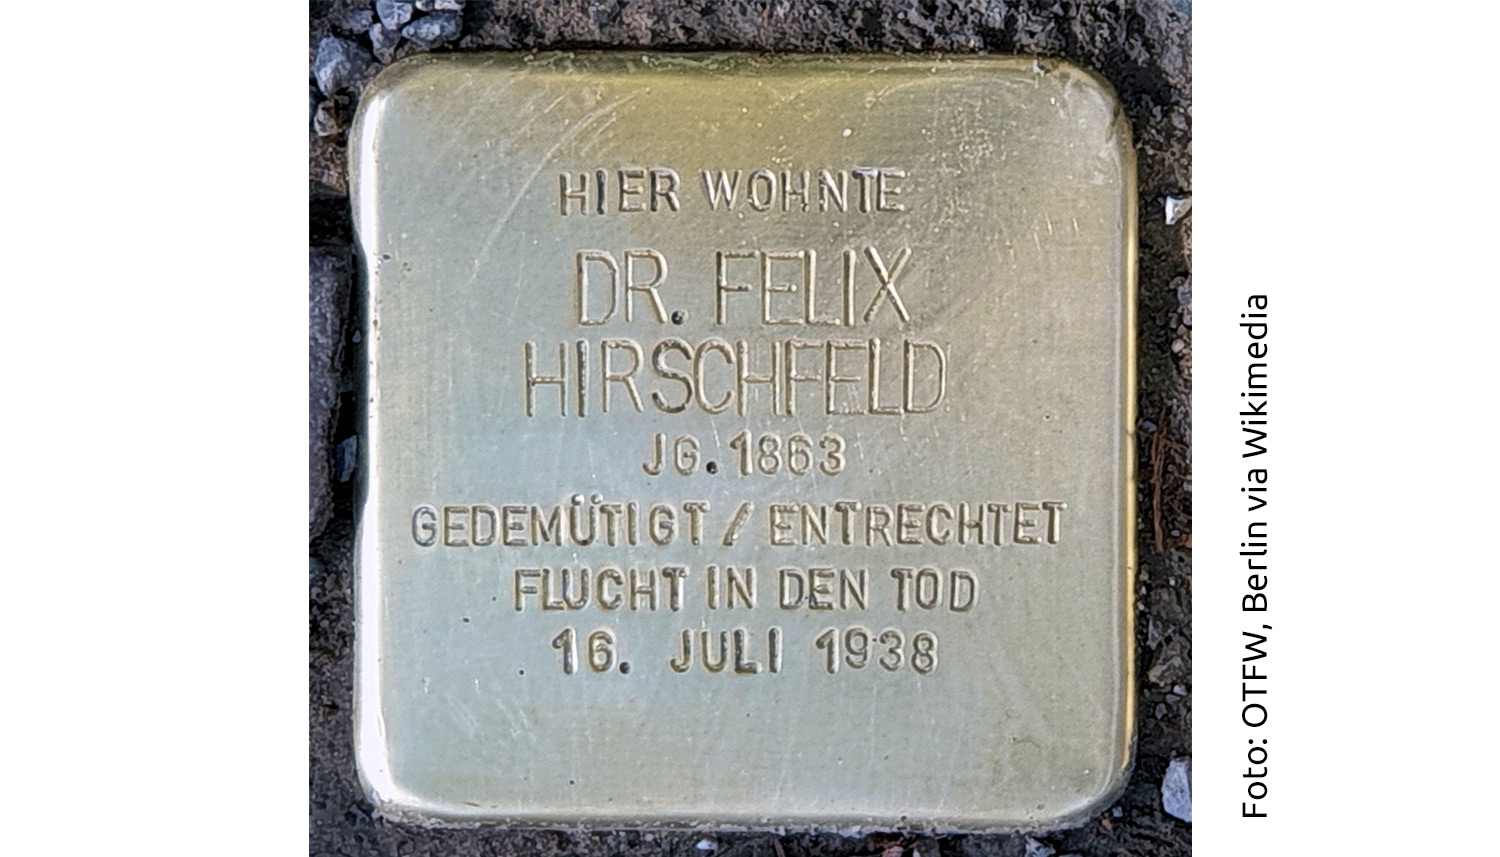 HIER WOHNTE
DR. FELIX
HIRSCHFELD
JG. 1863
GEDEMÜTIGT / ENTRECHTET
FLUCHT IN DEN TOD
16. JULI 1938
Foto: OTFW, Berlin via Wikimedia